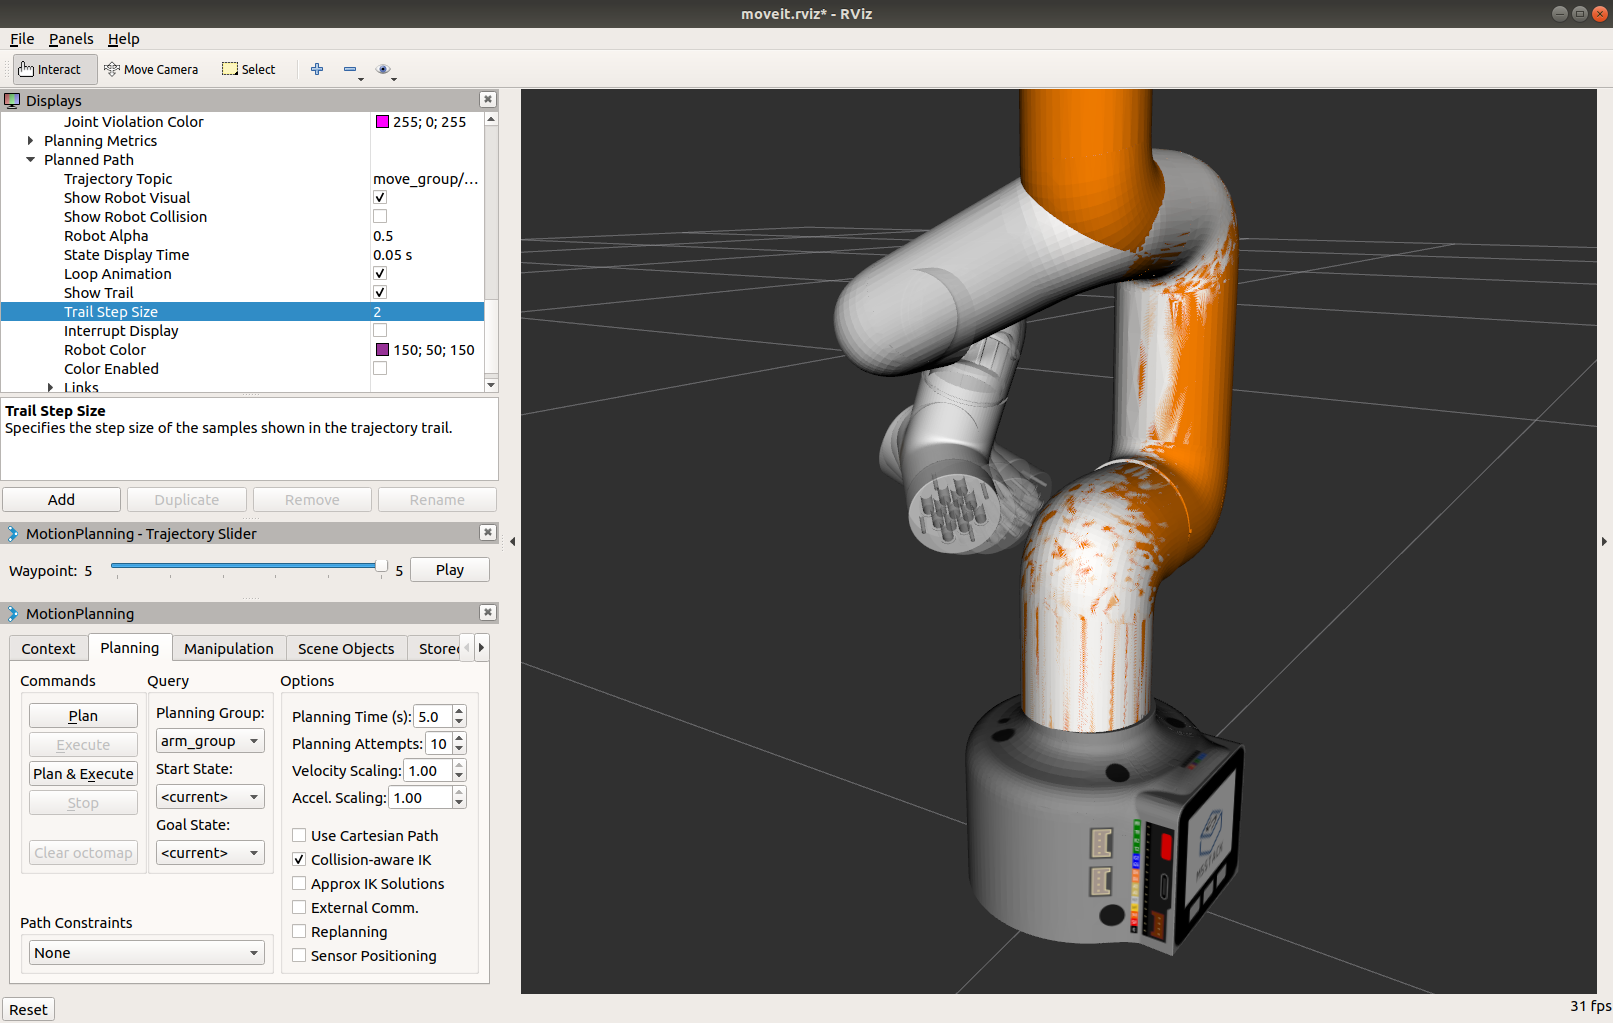 moveit.rviz* - RViz
File Panels Help
Interact Move Camera Select
Displays
Joint Violation Color 255; 0; 255
Planning Metrics
Planned Path
Trajectory Topic move_group/...
Show Robot Visual
Show Robot Collision
Robot Alpha 0.5
State Display Time 0.05 s
Loop Animation
Show Trail
Trail Step Size 2
Interrupt Display
Robot Color 150; 50; 150
Color Enabled
Links
Trail Step Size
Specifies the step size of the samples shown in the trajectory trail.
Add Duplicate Remove Rename
MotionPlanning - Trajectory Slider
Waypoint: 5 5 Play
MotionPlanning
Context Planning Manipulation Scene Objects Stored
Commands Query Options
Plan
Execute
Plan & Execute
Stop
Clear octomap
Planning Group:
arm_group
Start State:
<current>
Goal State:
<current>
Planning Time (s): 5.0
Planning Attempts: 10
Velocity Scaling: 1.00
Accel. Scaling: 1.00
Use Cartesian Path
Collision-aware IK
Approx IK Solutions
External Comm.
Replanning
Sensor Positioning
Path Constraints
None
Reset
31 fps
M5STACK